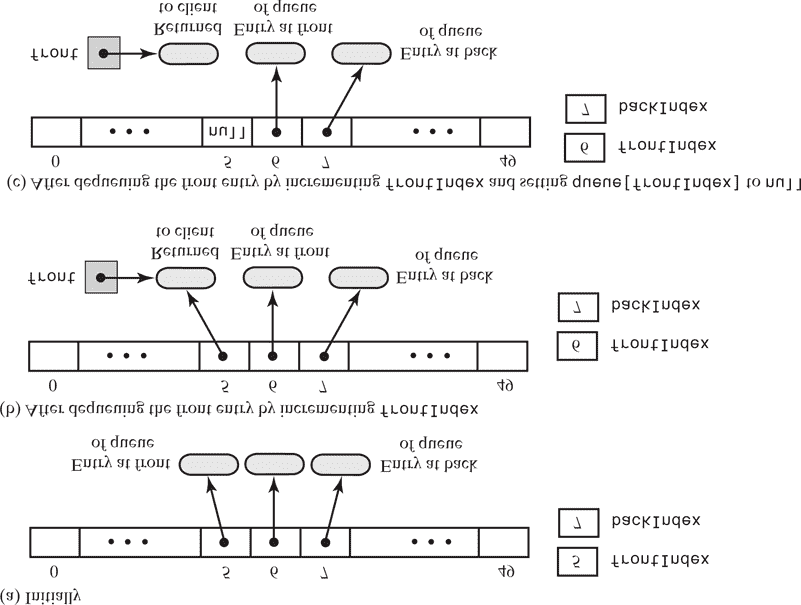 (a) Initially
0 5 6 7 49
5 frontIndex
7 backIndex
Entry at front
of queue
Entry at back
of queue
(b) After dequeuing the front entry by incrementing frontIndex
0 5 6 7 49
6 frontIndex
7 backIndex
front
Returned
to client
Entry at front
of queue
Entry at back
of queue
(c) After dequeuing the front entry by incrementing frontIndex and setting queue[frontIndex] to null
0 5 6 7 49
null
6 frontIndex
7 backIndex
front
Returned
to client
Entry at front
of queue
Entry at back
of queue